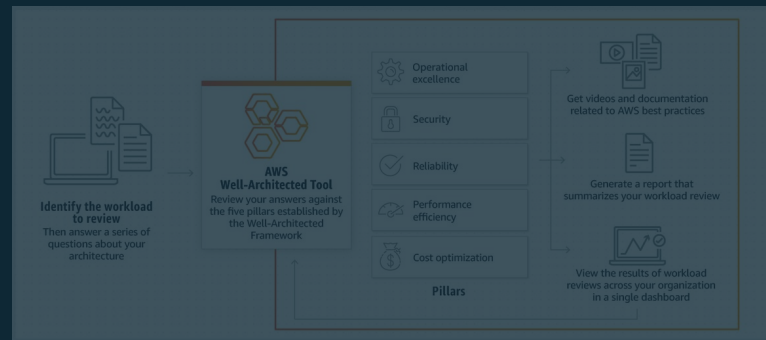 Identify the workload
to review
Then answer a series of
questions about your
architecture
AWS
Well-Architected Tool
Review your answers against
the five pillars established by
the Well-Architected
Framework
Operational
excellence
Security
Reliability
Performance
efficiency
Cost optimization
Pillars
Get videos and documentation
related to AWS best practices
Generate a report that
summarizes your workload review
View the results of workload
reviews across your organization
in a single dashboard